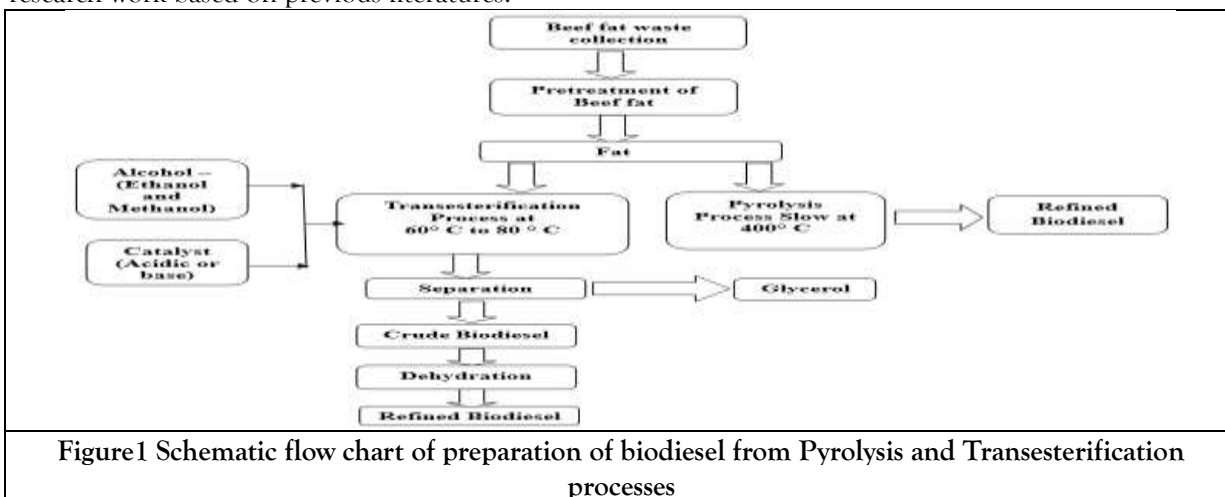 research work based on previous literatures.
Beef fat waste
collection
Pretreatment of
Beef fat
Fat
Alcohol –
(Ethanol
and
Methanol)
Transesterification
Process at
60° C to 80 ° C
Pyrolysis
Process Slow at
400° C
Refined
Biodiesel
Catalyst
(Acidic or
base)
Separation
Glycerol
Crude Biodiesel
Dehydration
Refined Biodiesel
Figure1 Schematic flow chart of preparation of biodiesel from Pyrolysis and Transesterification
processes